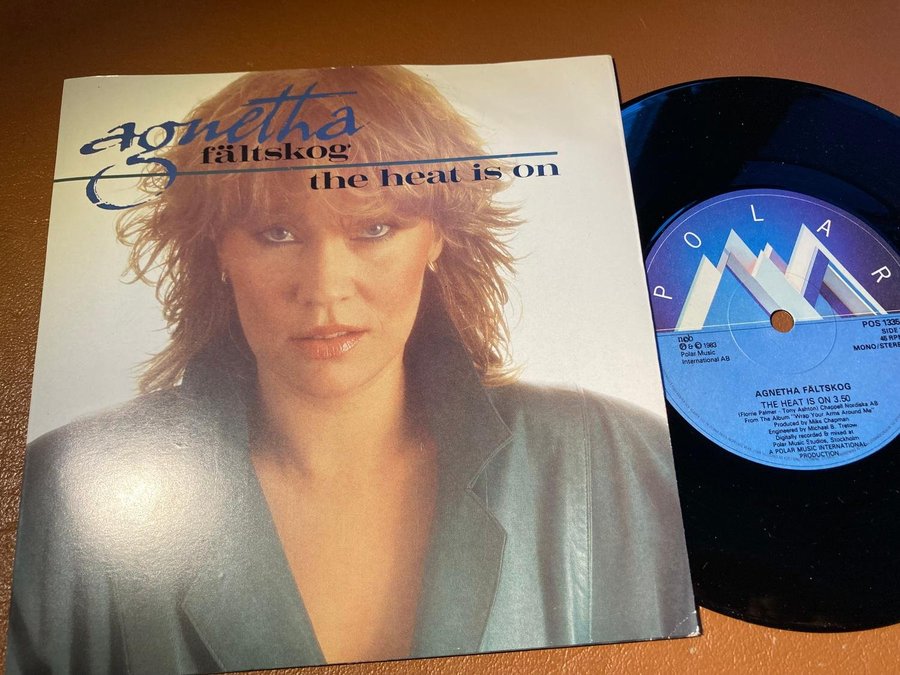 agnetha
fältskog
the heat is on
POLAR
POS 1335
SIDE
45 RPM
MONO/STERE
ncb
Ⓟ & © 1983
Polar Music
International AB
AGNETHA FÄLTSKOG
THE HEAT IS ON 3.50
(Florrie Palmer - Tony Ashton) Chappell Nordiska AB
From The Album "Wrap Your Arms Around Me"
Produced by Mike Chapman
Engineered by Michael B. Tretow
Digitally recorded & mixed at
Polar Music Studios, Stockholm
A POLAR MUSIC INTERNATIONAL
PRODUCTION